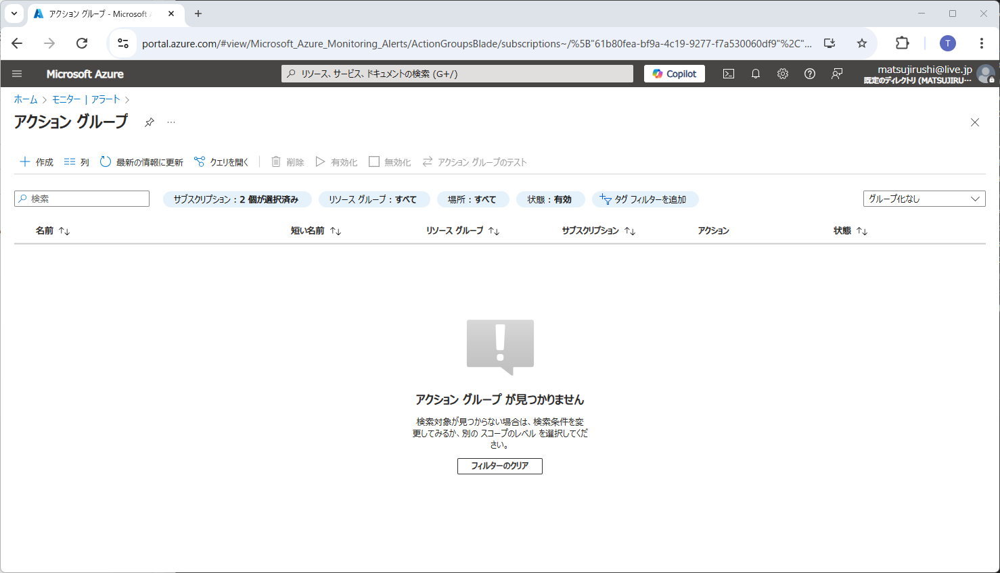 アクション グループ - Microsoft A
portal.azure.com/#view/Microsoft_Azure_Monitoring_Alerts/ActionGroupsBlade/subscriptions~/%5B"61b80fea-bf9a-4c19-9277-f7a530060df9"%2C"...
T
Microsoft Azure
リソース、サービス、ドキュメントの検索 (G+/)
Copilot
matsujirushi@live.jp
既定のディレクトリ (MATSUJIRU...
ホーム > モニター | アラート >
アクション グループ
作成 列 最新の情報に更新 クエリを開く 削除 有効化 無効化 アクション グループのテスト
検索 サブスクリプション : 2 個が選択済み リソース グループ : すべて 場所 : すべて 状態 : 有効 タグ フィルターを追加 グループ化なし
名前 ↑↓ 短い名前 ↑↓ リソース グループ ↑↓ サブスクリプション ↑↓ アクション 状態 ↑↓
アクション グループ が見つかりません
検索対象が見つからない場合は、検索条件を変
更してみるか、別の スコープのレベル を選択してくだ
さい。
フィルターのクリア